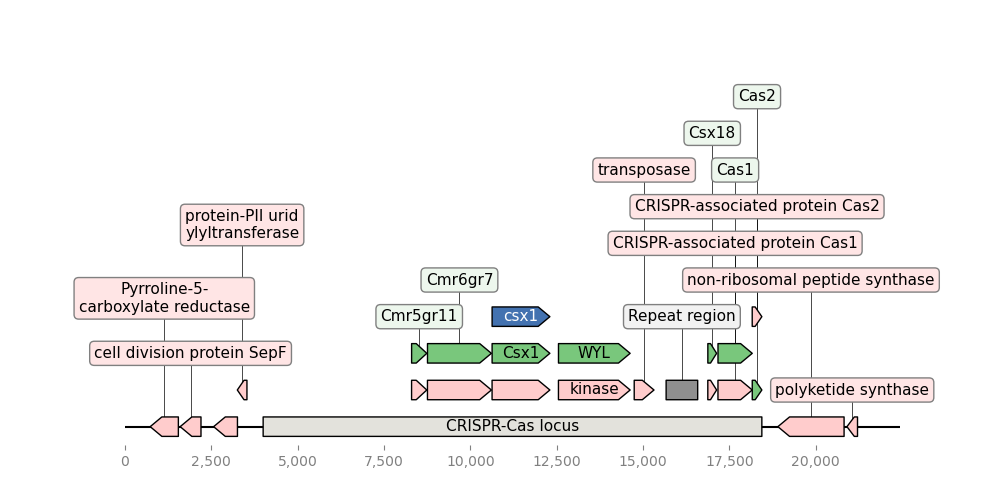 Cas2
Csx18
transposase
Cas1
CRISPR-associated protein Cas2
protein-PII urid
ylyltransferase
CRISPR-associated protein Cas1
Pyrroline-5-
carboxylate reductase
Cmr6gr7
non-ribosomal peptide synthase
Cmr5gr11
csx1
Repeat region
cell division protein SepF
Csx1
WYL
kinase
polyketide synthase
CRISPR-Cas locus
0
2,500
5,000
7,500
10,000
12,500
15,000
17,500
20,000